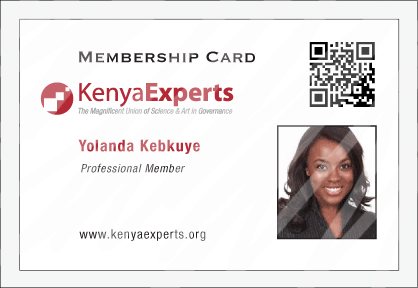 MEMBERSHIP CARD
KenyaExperts
The Magnificent Union of Science & Art in Governance
Yolanda Kebkuye
Professional Member
www.kenyaexperts.org